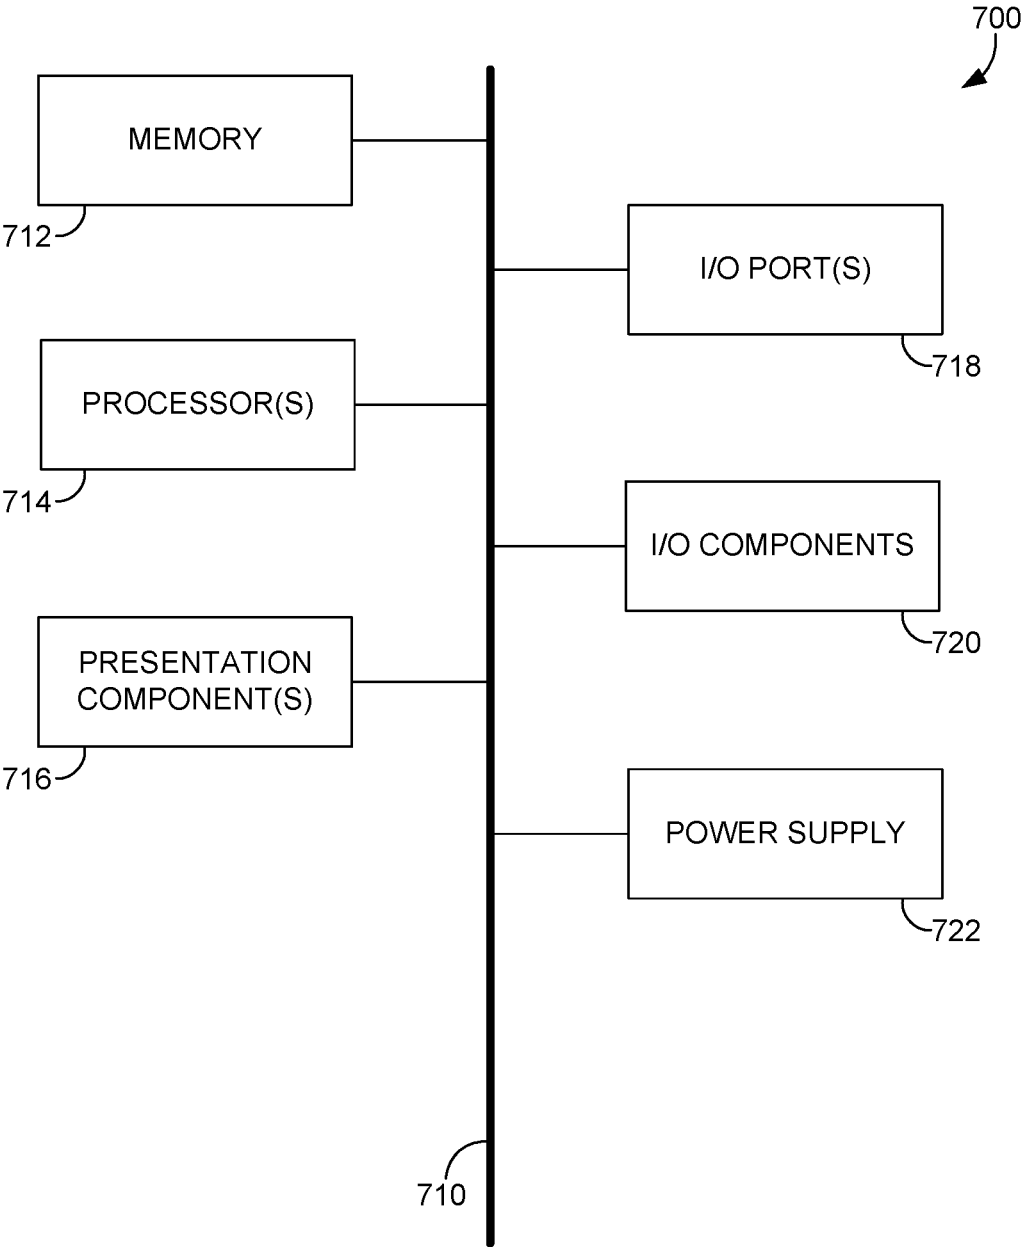 700
MEMORY
712
I/O PORT(S)
718
PROCESSOR(S)
714
I/O COMPONENTS
720
PRESENTATION
COMPONENT(S)
716
POWER SUPPLY
722
710